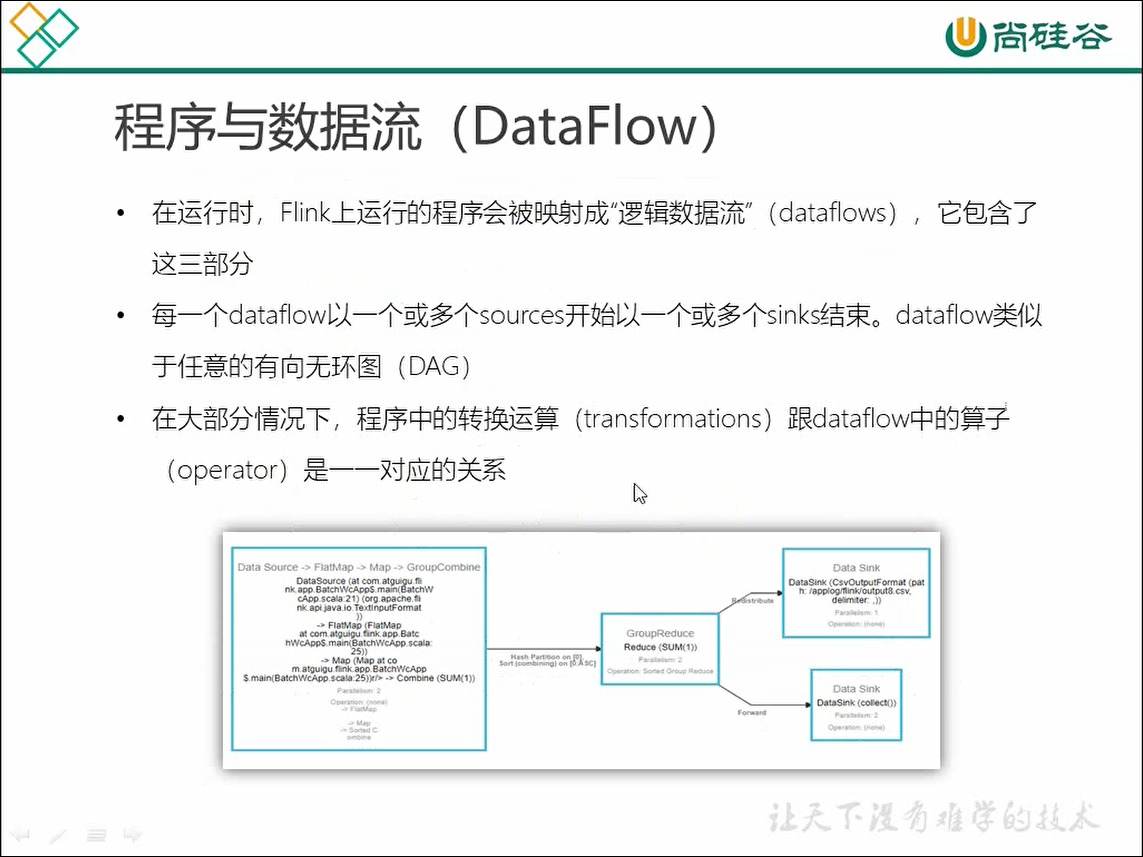 尚硅谷
程序与数据流（DataFlow）
• 在运行时，Flink上运行的程序会被映射成“逻辑数据流”（dataflows），它包含了
这三部分
• 每一个dataflow以一个或多个sources开始以一个或多个sinks结束。dataflow类似
于任意的有向无环图（DAG）
• 在大部分情况下，程序中的转换运算（transformations）跟dataflow中的算子
（operator）是一一对应的关系
Data Source -> FlatMap -> Map -> GroupCombine
DataSource (at com.atguigu.fli
nk.app.BatchWcApp$.main(BatchW
cApp.scala:21) (org.apache.fli
nk.api.java.io.TextInputFormat
))
-> FlatMap (FlatMap
at com.atguigu.flink.app.Batc
hWcApp$.main(BatchWcApp.scala:
25))
-> Map (Map at co
m.atguigu.flink.app.BatchWcApp
$.main(BatchWcApp.scala:25))r/> -> Combine (SUM(1))
Parallelism: 2
Operation: (none)
-> FlatMap
-> Map
-> Sorted C
ombine
Hash Partition on [0]
Sort (combining) on [0:ASC]
GroupReduce
Reduce (SUM(1))
Parallelism: 2
Operation: Sorted Group Reduce
Redistribute
Data Sink
DataSink (CsvOutputFormat (pat
h: /applog/flink/output8.csv,
delimiter: ,))
Parallelism: 1
Operation: (none)
Forward
Data Sink
DataSink (collect())
Parallelism: 2
Operation: (none)
让天下没有难学的技术